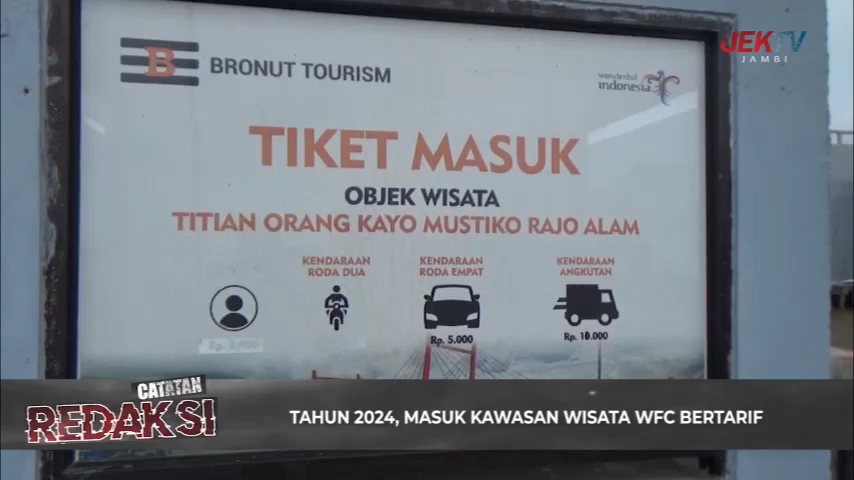 JEK TV
JAMBI
B BRONUT TOURISM
wonderful
indonesia
TIKET MASUK
OBJEK WISATA
TITIAN ORANG KAYO MUSTIKO RAJO ALAM
KENDARAAN
RODA DUA
KENDARAAN
RODA EMPAT
KENDARAAN
ANGKUTAN
Rp. 5.000
Rp. 10.000
CATATAN
REDAKSI
TAHUN 2024, MASUK KAWASAN WISATA WFC BERTARIF